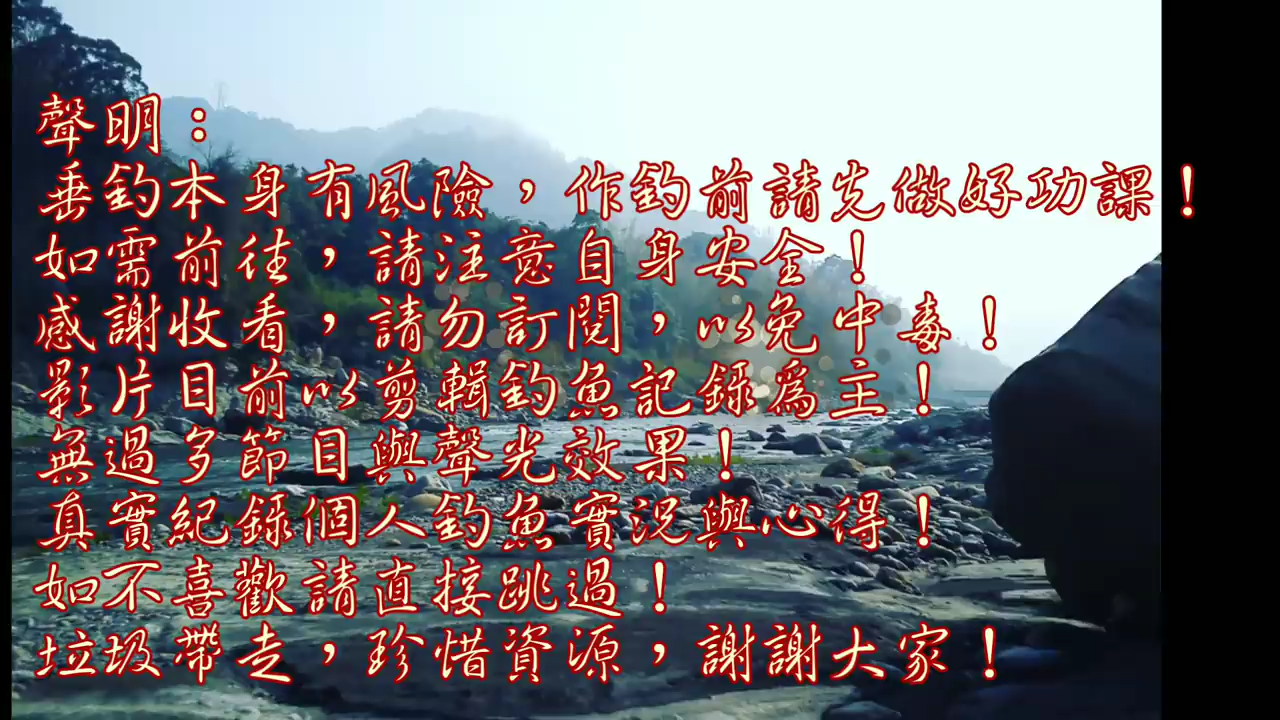 聲明：
垂釣本身有風險，作釣前請先做好功課！
如需前往，請注意自身安全！
感謝收看，請勿訂閱，以免中毒！
影片目前以剪輯釣魚記錄為主！
無過多節目與聲光效果！
真實紀錄個人釣魚實況與心得！
如不喜歡請直接跳過！
垃圾帶走，珍惜資源，謝謝大家！